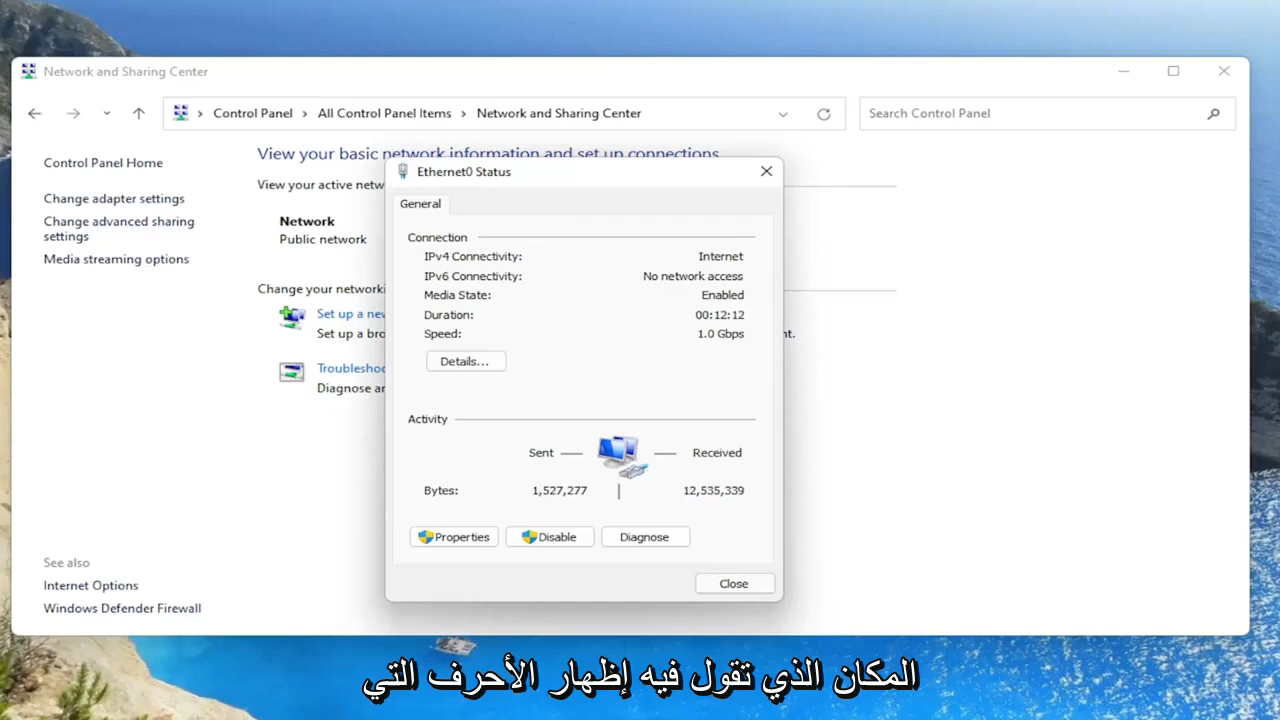 Network and Sharing Center
Control Panel › All Control Panel Items › Network and Sharing Center
Search Control Panel
Control Panel Home
Change adapter settings
Change advanced sharing
settings
Media streaming options
See also
Internet Options
Windows Defender Firewall
View your basic network information and set up connections
View your active netw
Network
Public network
Change your networki
Set up a new
Set up a bro
nt.
Troubleshoo
Diagnose an
Ethernet0 Status
General
Connection
IPv4 Connectivity: Internet
IPv6 Connectivity: No network access
Media State: Enabled
Duration: 00:12:12
Speed: 1.0 Gbps
Details...
Activity
Sent Received
Bytes: 1,527,277 12,535,339
Properties Disable Diagnose
Close
المكان الذي تقول فيه إظهار الأحرف التي